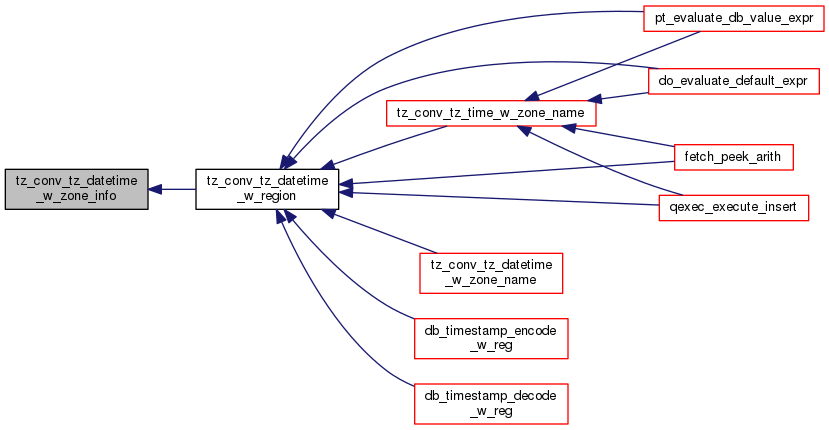 pt_evaluate_db_value_expr
do_evaluate_default_expr
tz_conv_tz_time_w_zone_name
fetch_peek_arith
tz_conv_tz_datetime
_w_zone_info
tz_conv_tz_datetime
_w_region
qexec_execute_insert
tz_conv_tz_datetime
_w_zone_name
db_timestamp_encode
_w_reg
db_timestamp_decode
_w_reg